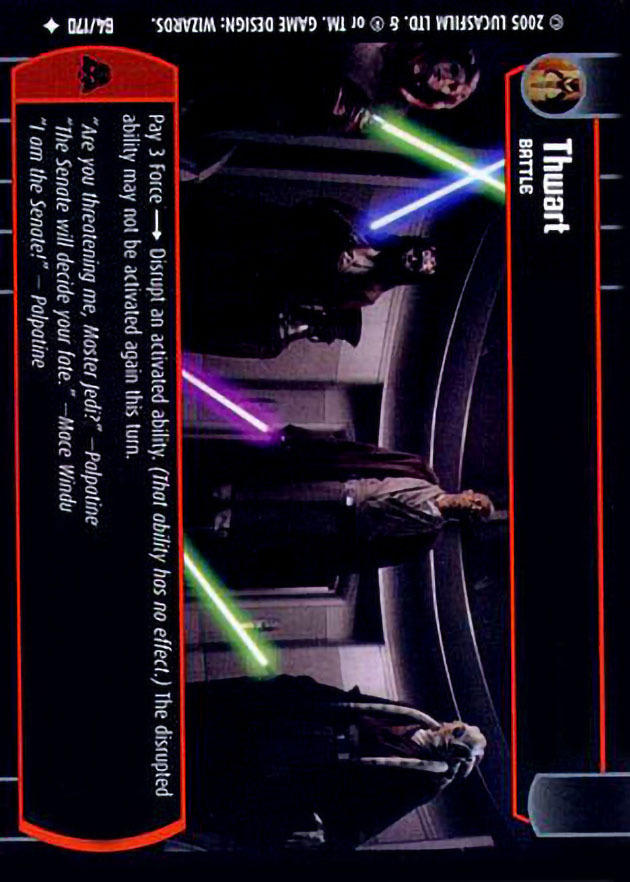 Thwart
BATTLE
Pay 3 Force → Disrupt an activated ability. (That ability has no effect.) The disrupted
ability may not be activated again this turn.
"Are you threatening me, Master Jedi?" —Palpatine
"The Senate will decide your fate." —Mace Windu
"I am the Senate!" — Palpatine
© 2005 LUCASFILM LTD. & ® or TM. GAME DESIGN: WIZARDS.
64/170